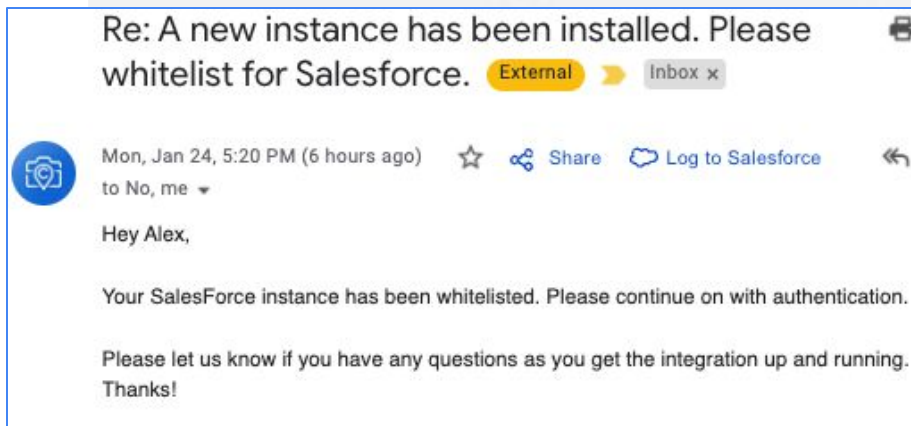 Re: A new instance has been installed. Please
whitelist for Salesforce. External Inbox x
Mon, Jan 24, 5:20 PM (6 hours ago) Share Log to Salesforce
to No, me
Hey Alex,
Your SalesForce instance has been whitelisted. Please continue on with authentication.
Please let us know if you have any questions as you get the integration up and running.
Thanks!